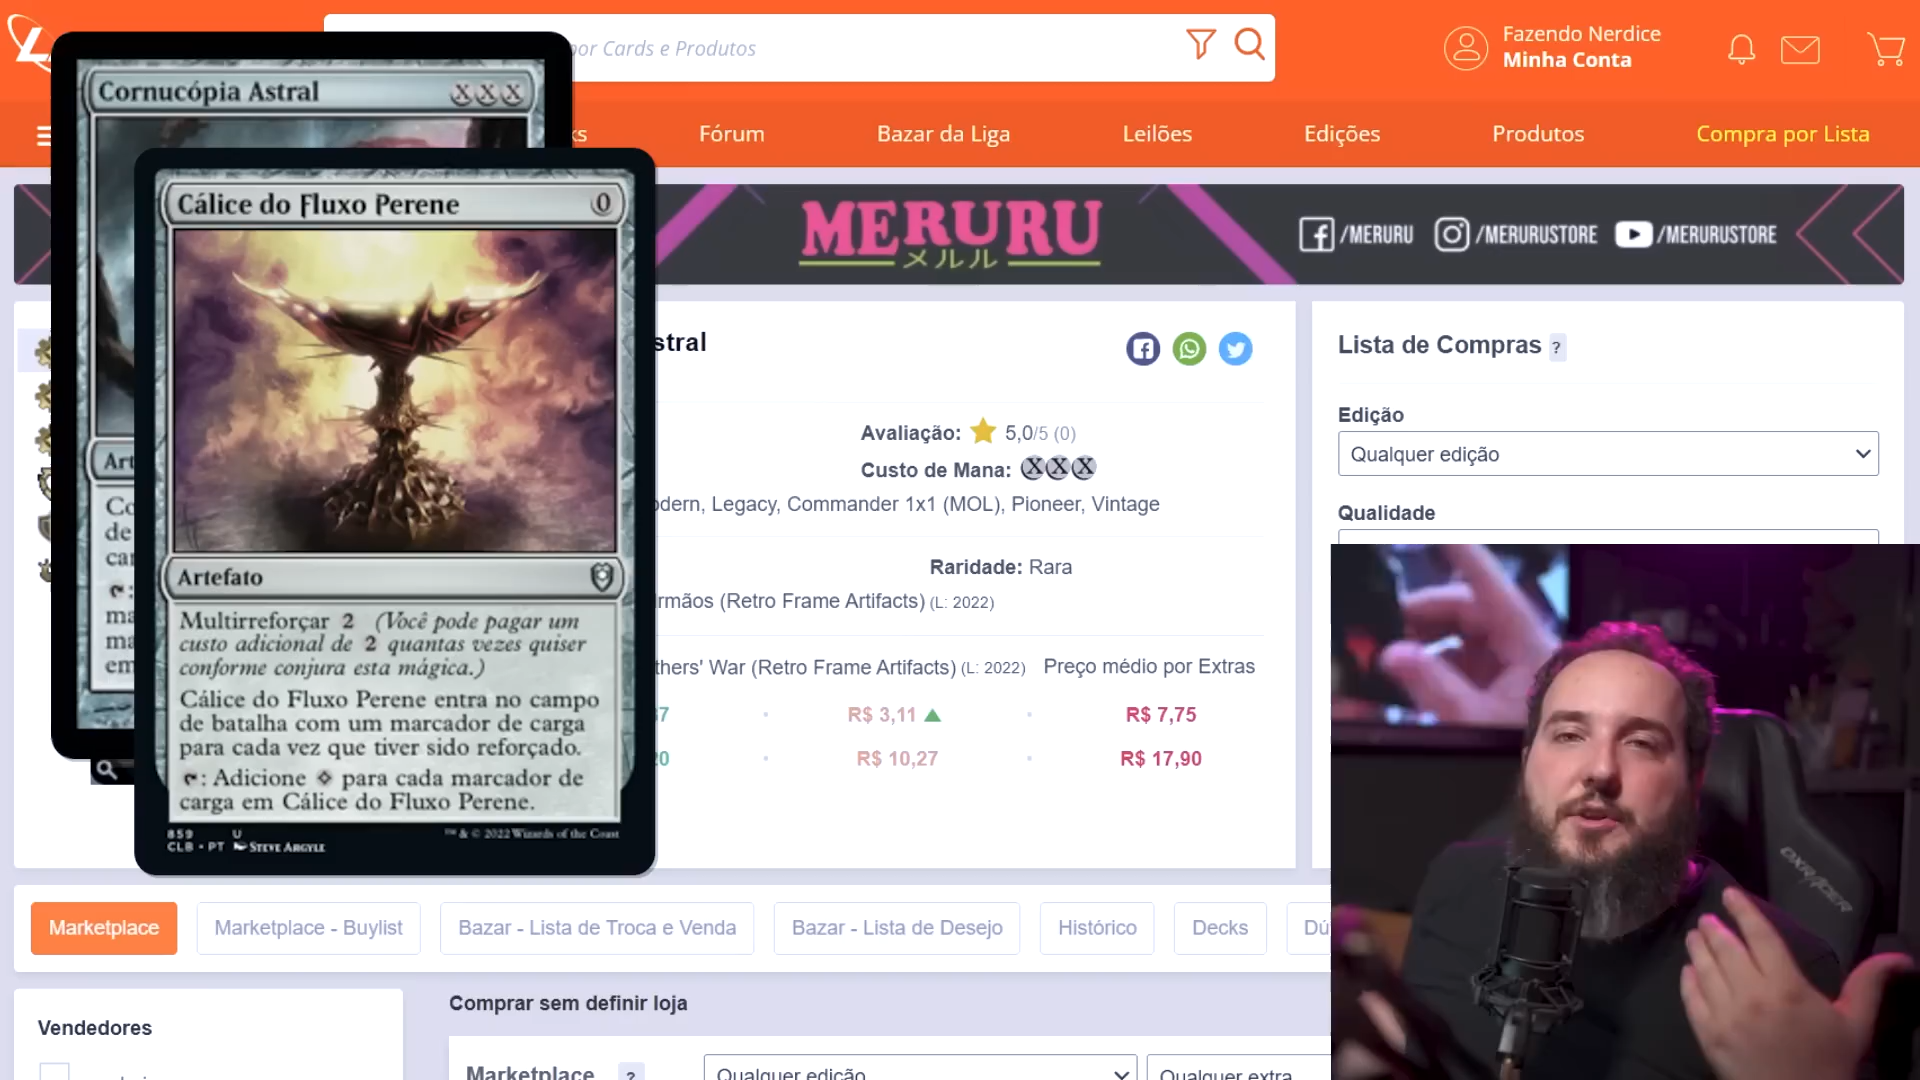 por Cards e Produtos
Fazendo Nerdice
Minha Conta
Fórum
Bazar da Liga
Leilões
Edições
Produtos
Compra por Lista
MERURU
メルル
/MERURU
/MERURUSTORE
/MERURUSTORE
Cornucópia Astral
X X X
Cálice do Fluxo Perene
0
Artefato
Multirreforçar 2 (Você pode pagar um
custo adicional de 2 quantas vezes quiser
conforme conjura esta mágica.)
Cálice do Fluxo Perene entra no campo
de batalha com um marcador de carga
para cada vez que tiver sido reforçado.
: Adicione para cada marcador de
carga em Cálice do Fluxo Perene.
859 U
CLB • PT STEVE ARGYLE
™ & © 2022 Wizards of the Coast
stral
Avaliação: 5,0/5 (0)
Custo de Mana: X X X
odern, Legacy, Commander 1x1 (MOL), Pioneer, Vintage
Raridade: Rara
Irmãos (Retro Frame Artifacts) (L: 2022)
thers' War (Retro Frame Artifacts) (L: 2022)
Preço médio por Extras
R$ 3,11
R$ 7,75
R$ 10,27
R$ 17,90
Lista de Compras ?
Edição
Qualquer edição
Qualidade
DXRACER
Marketplace
Marketplace - Buylist
Bazar - Lista de Troca e Venda
Bazar - Lista de Desejo
Histórico
Decks
Dú
Vendedores
Comprar sem definir loja
Marketplace ?
Qualquer edição
Qualquer extra